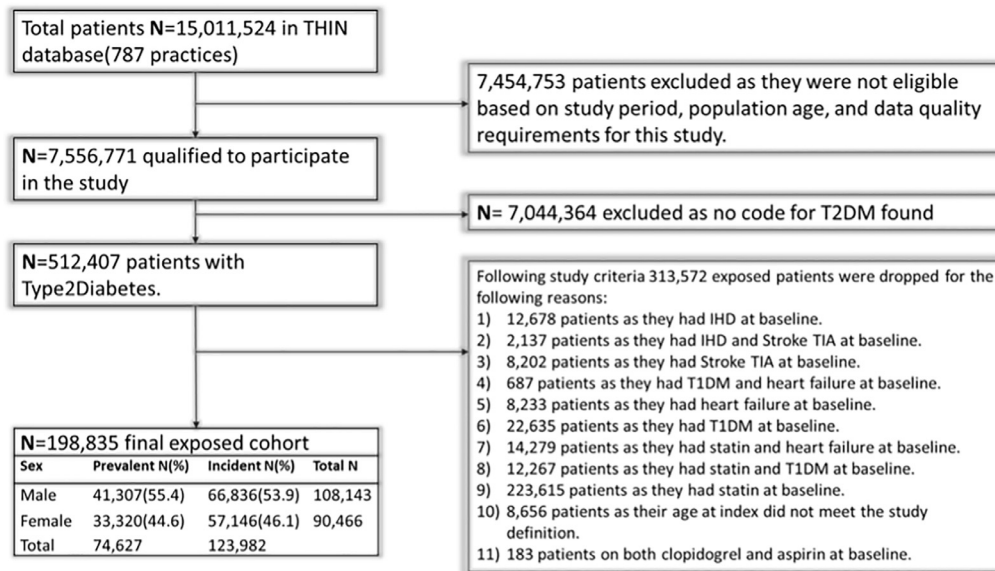 Total patients N=15,011,524 in THIN
database(787 practices)
7,454,753 patients excluded as they were not eligible
based on study period, population age, and data quality
requirements for this study.
N=7,556,771 qualified to participate
in the study
N= 7,044,364 excluded as no code for T2DM found
N=512,407 patients with
Type2Diabetes.
Following study criteria 313,572 exposed patients were dropped for the
following reasons:
1) 12,678 patients as they had IHD at baseline.
2) 2,137 patients as they had IHD and Stroke TIA at baseline.
3) 8,202 patients as they had Stroke TIA at baseline.
4) 687 patients as they had T1DM and heart failure at baseline.
5) 8,233 patients as they had heart failure at baseline.
6) 22,635 patients as they had T1DM at baseline.
7) 14,279 patients as they had statin and heart failure at baseline.
8) 12,267 patients as they had statin and T1DM at baseline.
9) 223,615 patients as they had statin at baseline.
10) 8,656 patients as their age at index did not meet the study
definition.
11) 183 patients on both clopidogrel and aspirin at baseline.
N=198,835 final exposed cohort
Sex Prevalent N(%) Incident N(%) Total N
Male 41,307(55.4) 66,836(53.9) 108,143
Female 33,320(44.6) 57,146(46.1) 90,466
Total 74,627 123,982